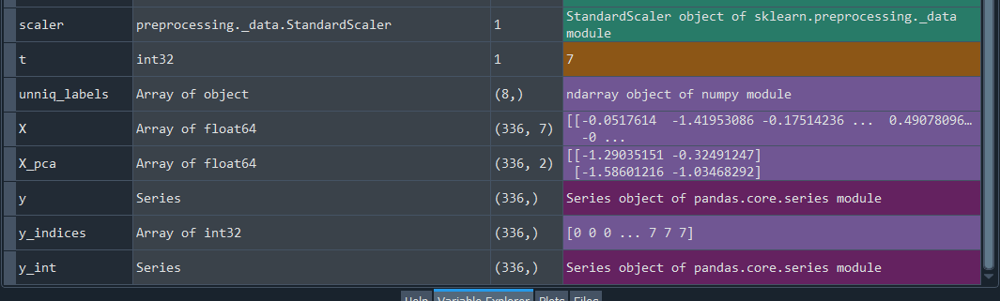 scaler preprocessing._data.StandardScaler 1 StandardScaler object of sklearn.preprocessing._data
module
t int32 1 7
unniq_labels Array of object (8,) ndarray object of numpy module
X Array of float64 (336, 7) [[-0.0517614 -1.41953086 -0.17514236 ... 0.49078096…
-0 ...
X_pca Array of float64 (336, 2) [[-1.29035151 -0.32491247]
[-1.58601216 -1.03468292]
y Series (336,) Series object of pandas.core.series module
y_indices Array of int32 (336,) [0 0 0 ... 7 7 7]
y_int Series (336,) Series object of pandas.core.series module
Help Variable Explorer Plots Files